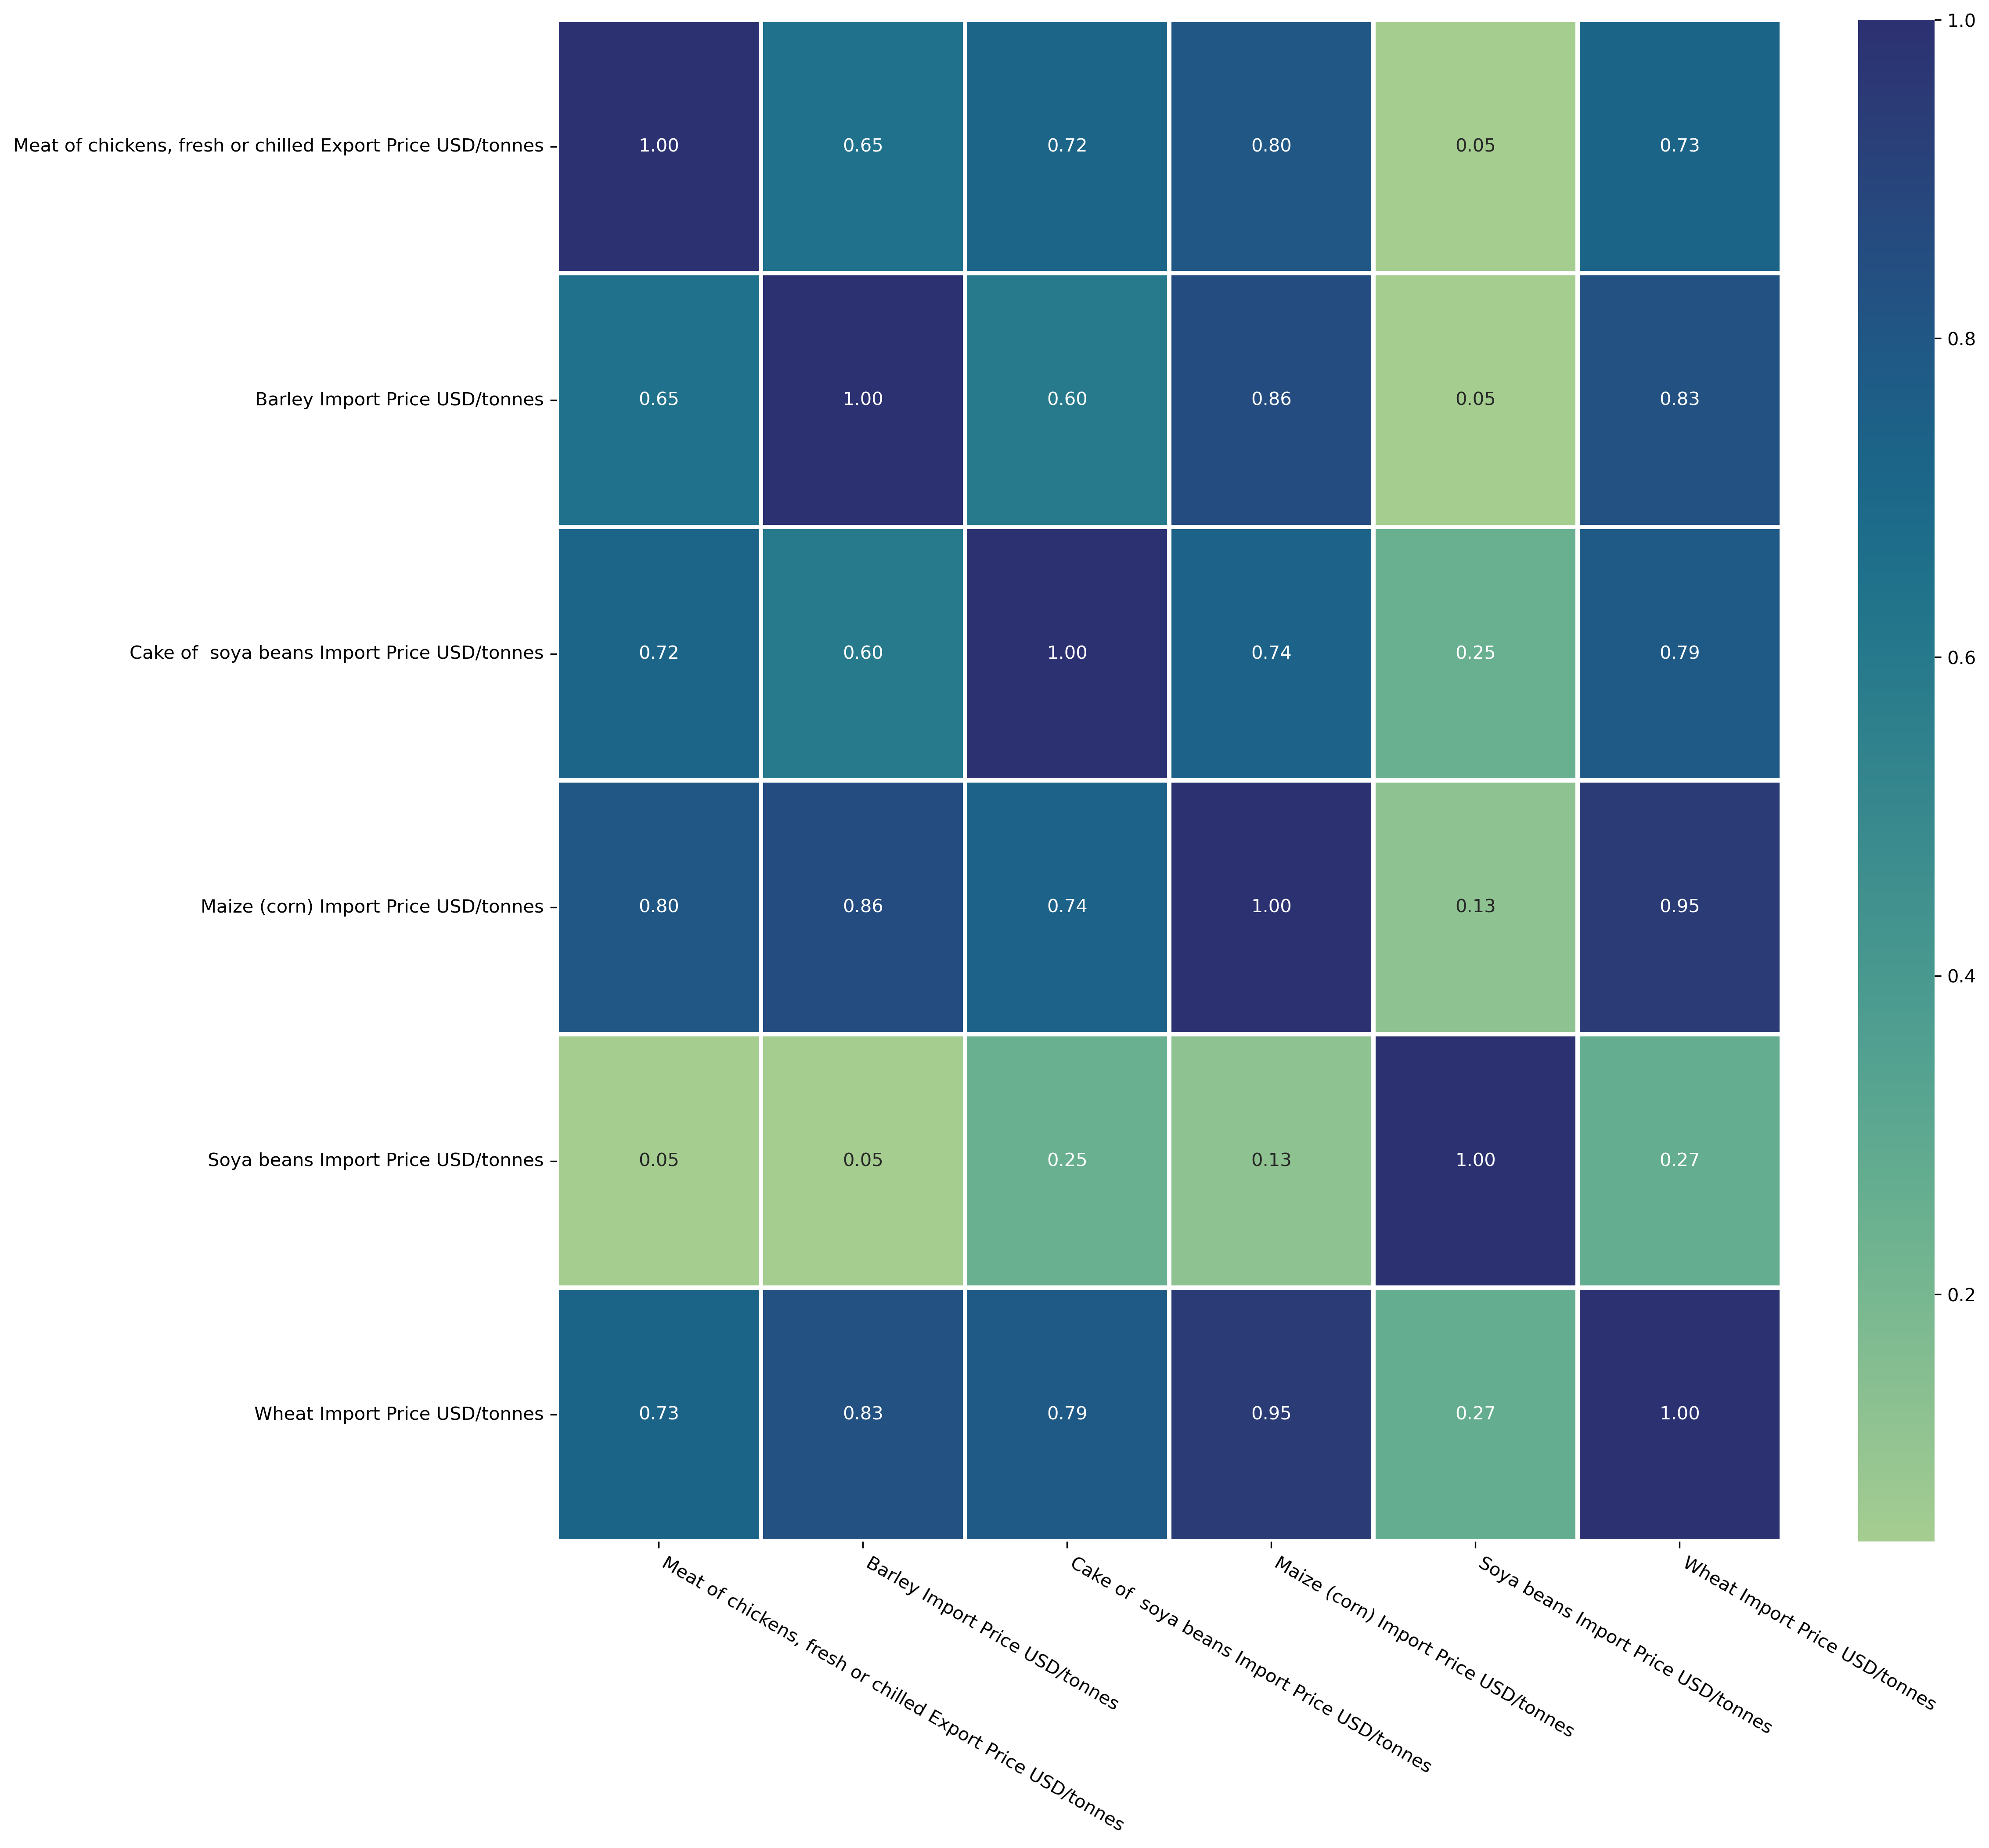 1.0
Meat of chickens, fresh or chilled Export Price USD/tonnes 1.00 0.65 0.72 0.80 0.05 0.73
0.8
Barley Import Price USD/tonnes 0.65 1.00 0.60 0.86 0.05 0.83
0.6
Cake of  soya beans Import Price USD/tonnes 0.72 0.60 1.00 0.74 0.25 0.79
Maize (corn) Import Price USD/tonnes 0.80 0.86 0.74 1.00 0.13 0.95
0.4
Soya beans Import Price USD/tonnes 0.05 0.05 0.25 0.13 1.00 0.27
0.2
Wheat Import Price USD/tonnes 0.73 0.83 0.79 0.95 0.27 1.00
Meat of chickens, fresh or chilled Export Price USD/tonnes
Barley Import Price USD/tonnes
Cake of  soya beans Import Price USD/tonnes
Maize (corn) Import Price USD/tonnes
Soya beans Import Price USD/tonnes
Wheat Import Price USD/tonnes